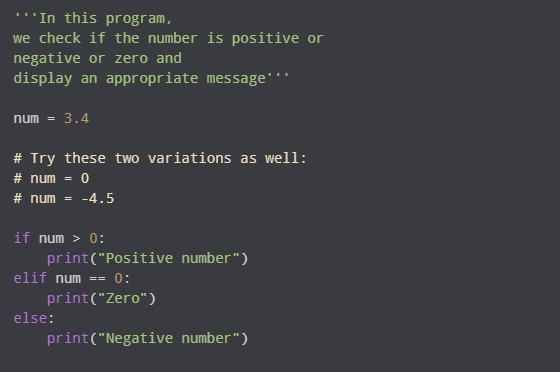 '''In this program,
we check if the number is positive or
negative or zero and
display an appropriate message'''
num = 3.4
# Try these two variations as well:
# num = 0
# num = -4.5
if num > 0:
    print("Positive number")
elif num == 0:
    print("Zero")
else:
    print("Negative number")